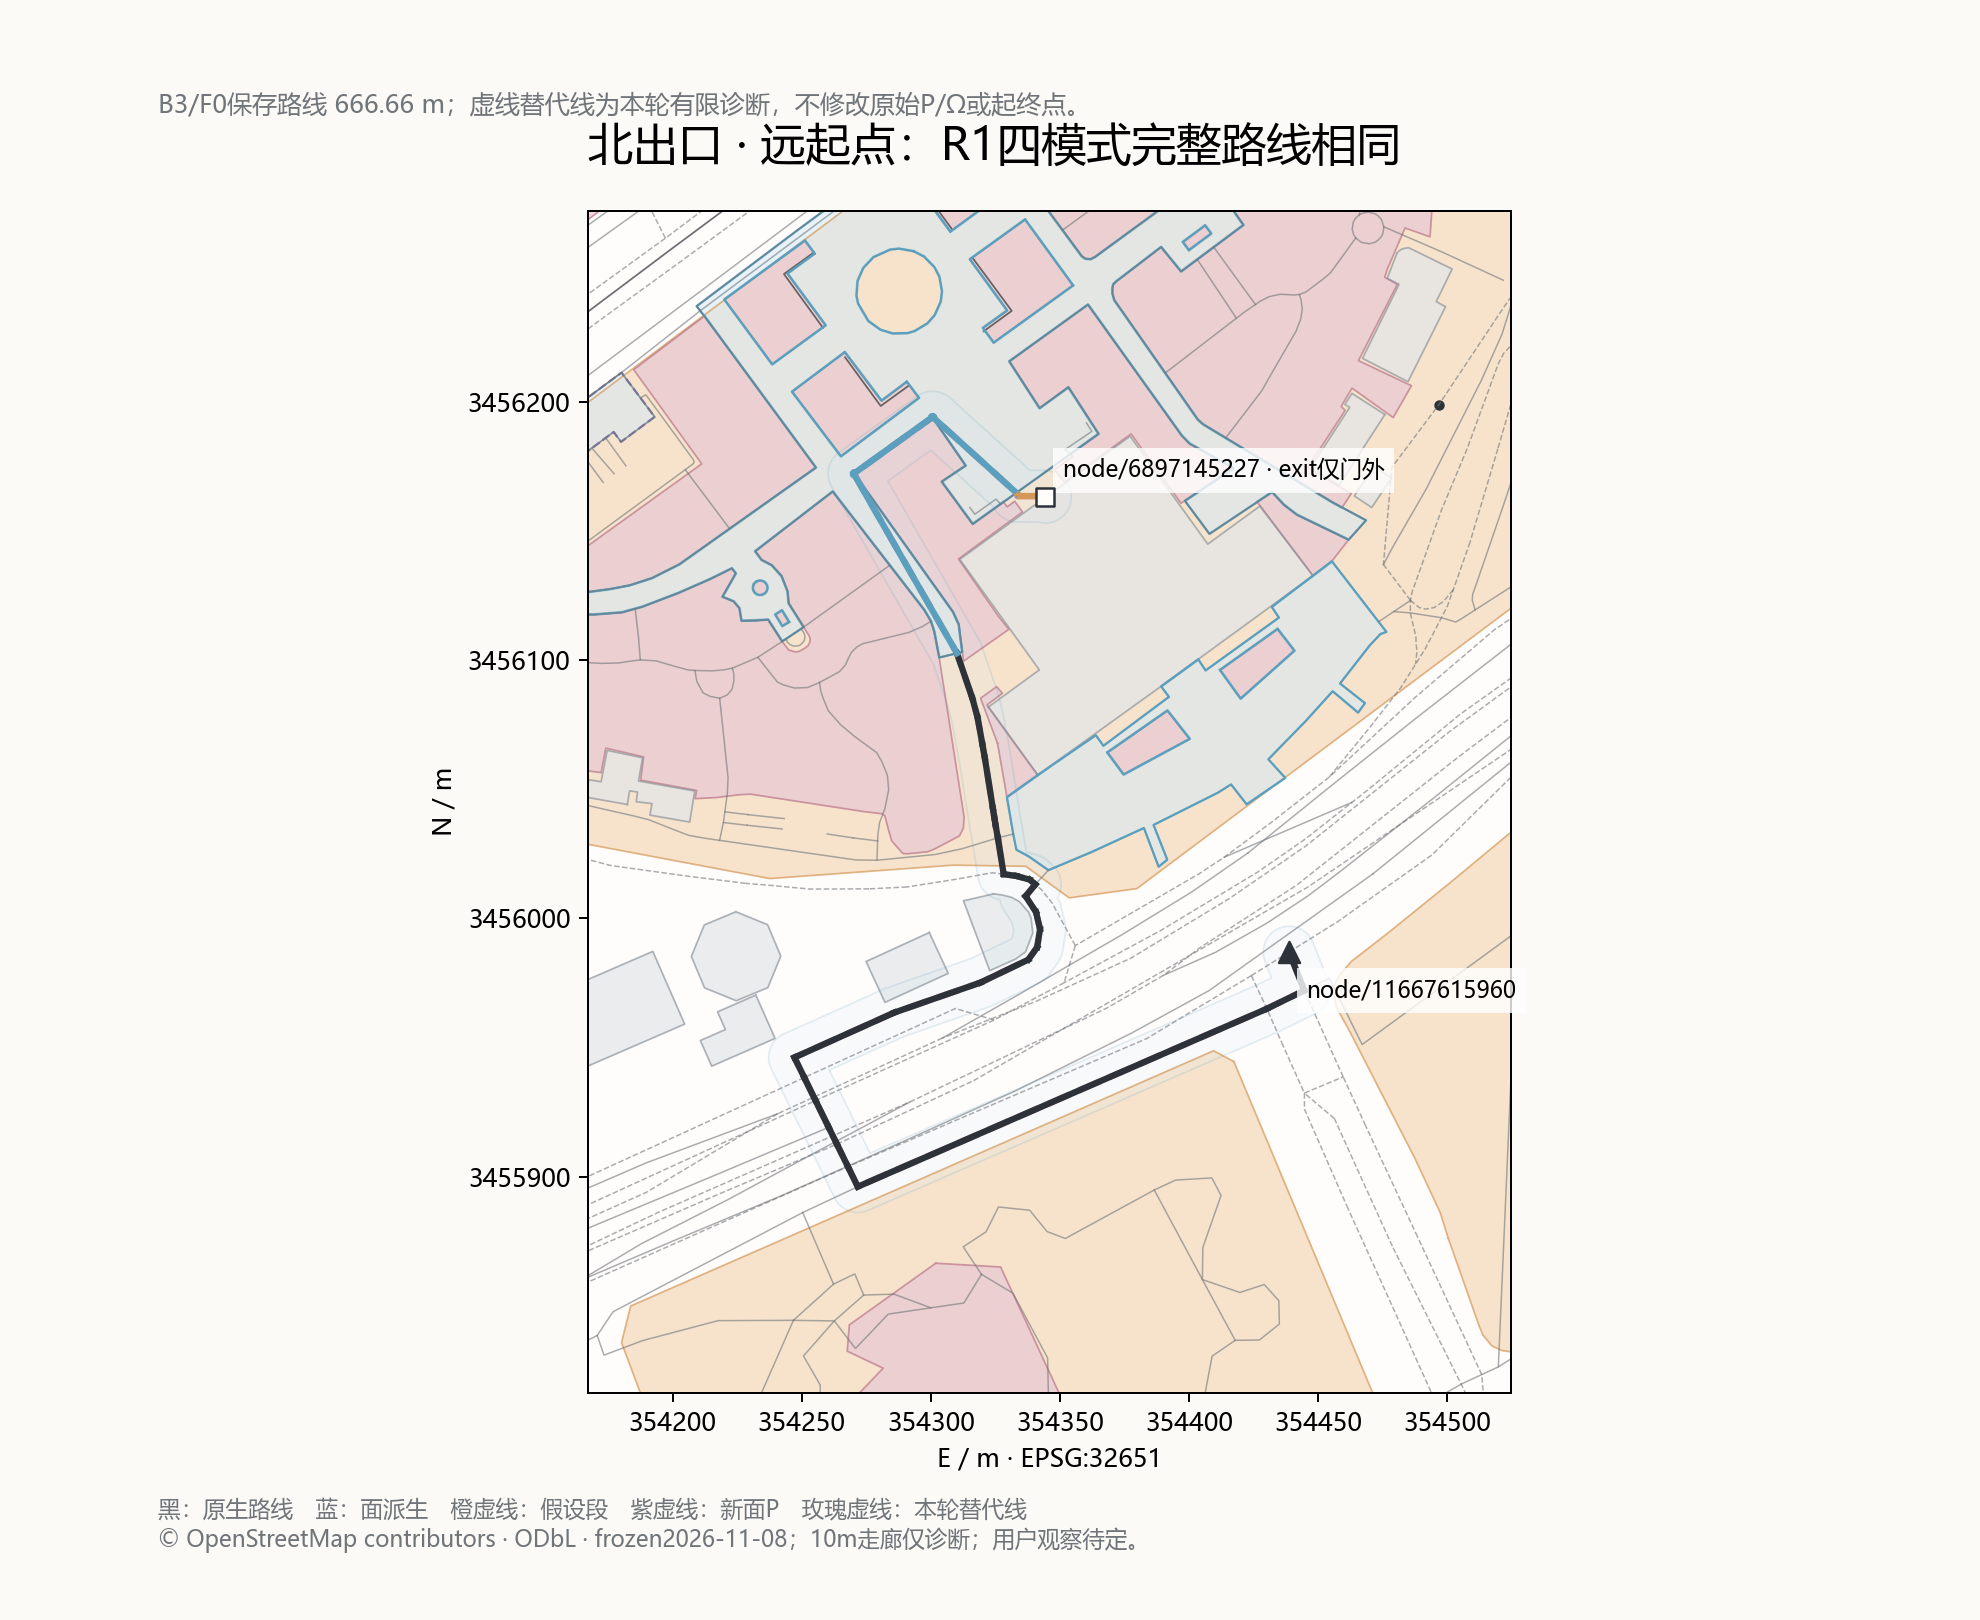 B3/F0保存路线 666.66 m；虚线替代线为本轮有限诊断，不修改原始P/Ω或起终点。
北出口 · 远起点：R1四模式完整路线相同
3456200
node/6897145227 · exit仅门外
3456100
N / m
3456000
node/11667615960
3455900
354200
354250
354300
354350
354400
354450
354500
E / m · EPSG:32651
黑：原生路线 蓝：面派生 橙虚线：假设段 紫虚线：新面P 玫瑰虚线：本轮替代线
© OpenStreetMap contributors · ODbL · frozen2026-11-08；10m走廊仅诊断；用户观察待定。